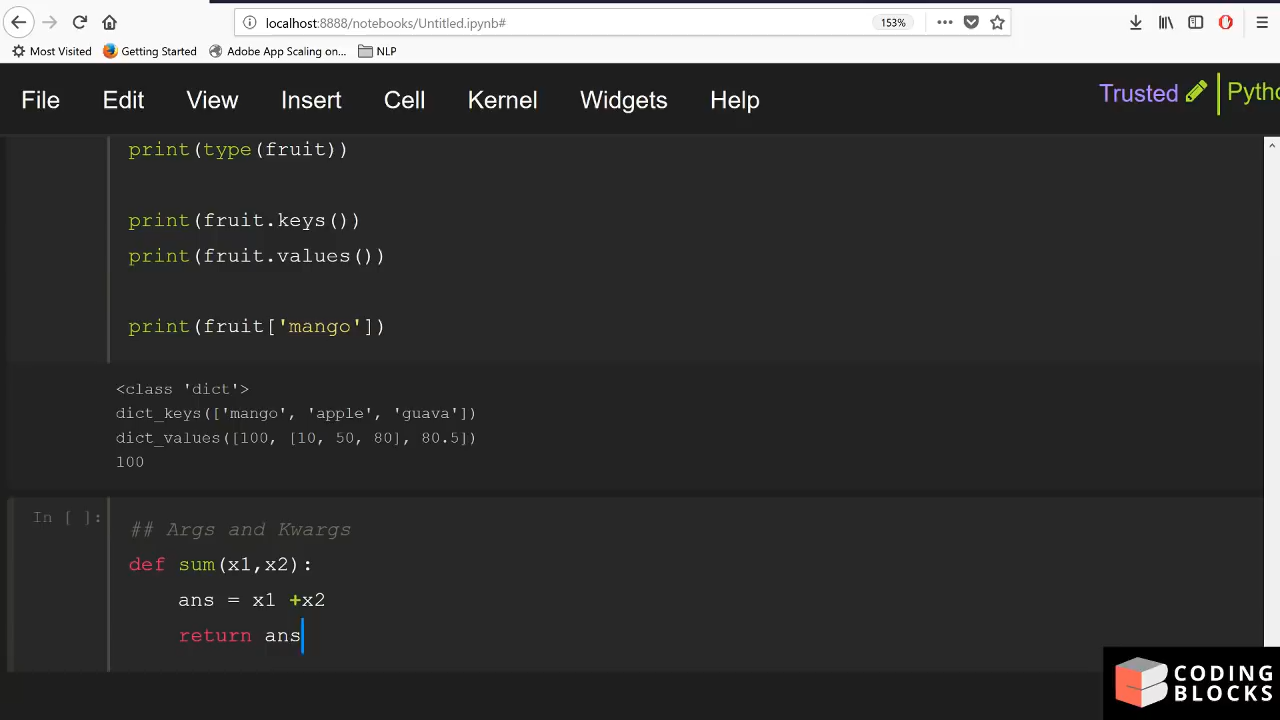 localhost:8888/notebooks/Untitled.ipynb#
153%
Most Visited
Getting Started
Adobe App Scaling on...
NLP
File
Edit
View
Insert
Cell
Kernel
Widgets
Help
Trusted
Pytho
print(type(fruit))
print(fruit.keys())
print(fruit.values())
print(fruit['mango'])
<class 'dict'>
dict_keys(['mango', 'apple', 'guava'])
dict_values([100, [10, 50, 80], 80.5])
100
In [ ]:
## Args and Kwargs
def sum(x1,x2):
    ans = x1 +x2
    return ans
CODING
BLOCKS